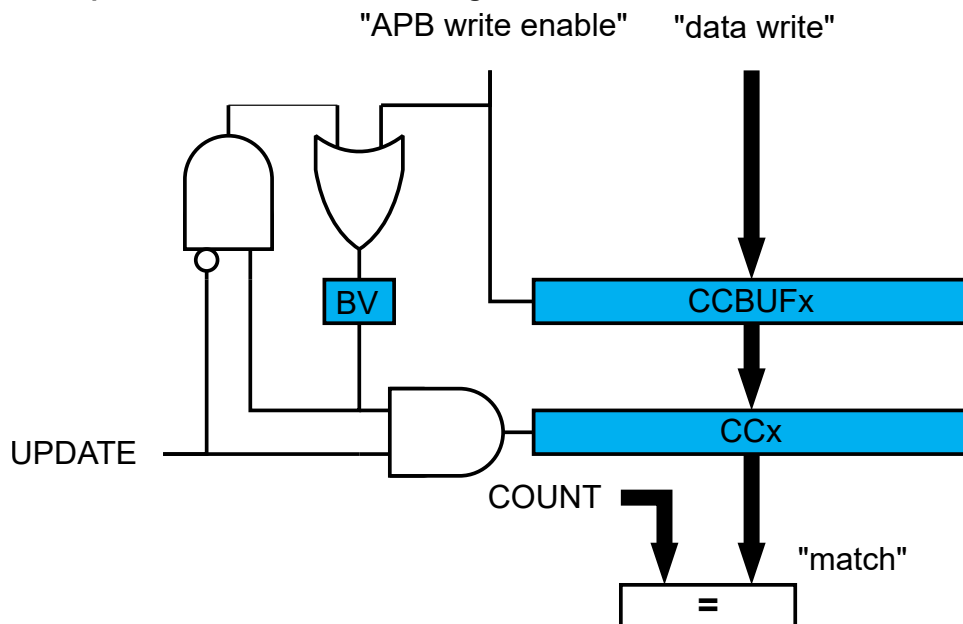 "APB write enable" "data write"
BV
CCBUFx
CCx
UPDATE
COUNT
"match"
=